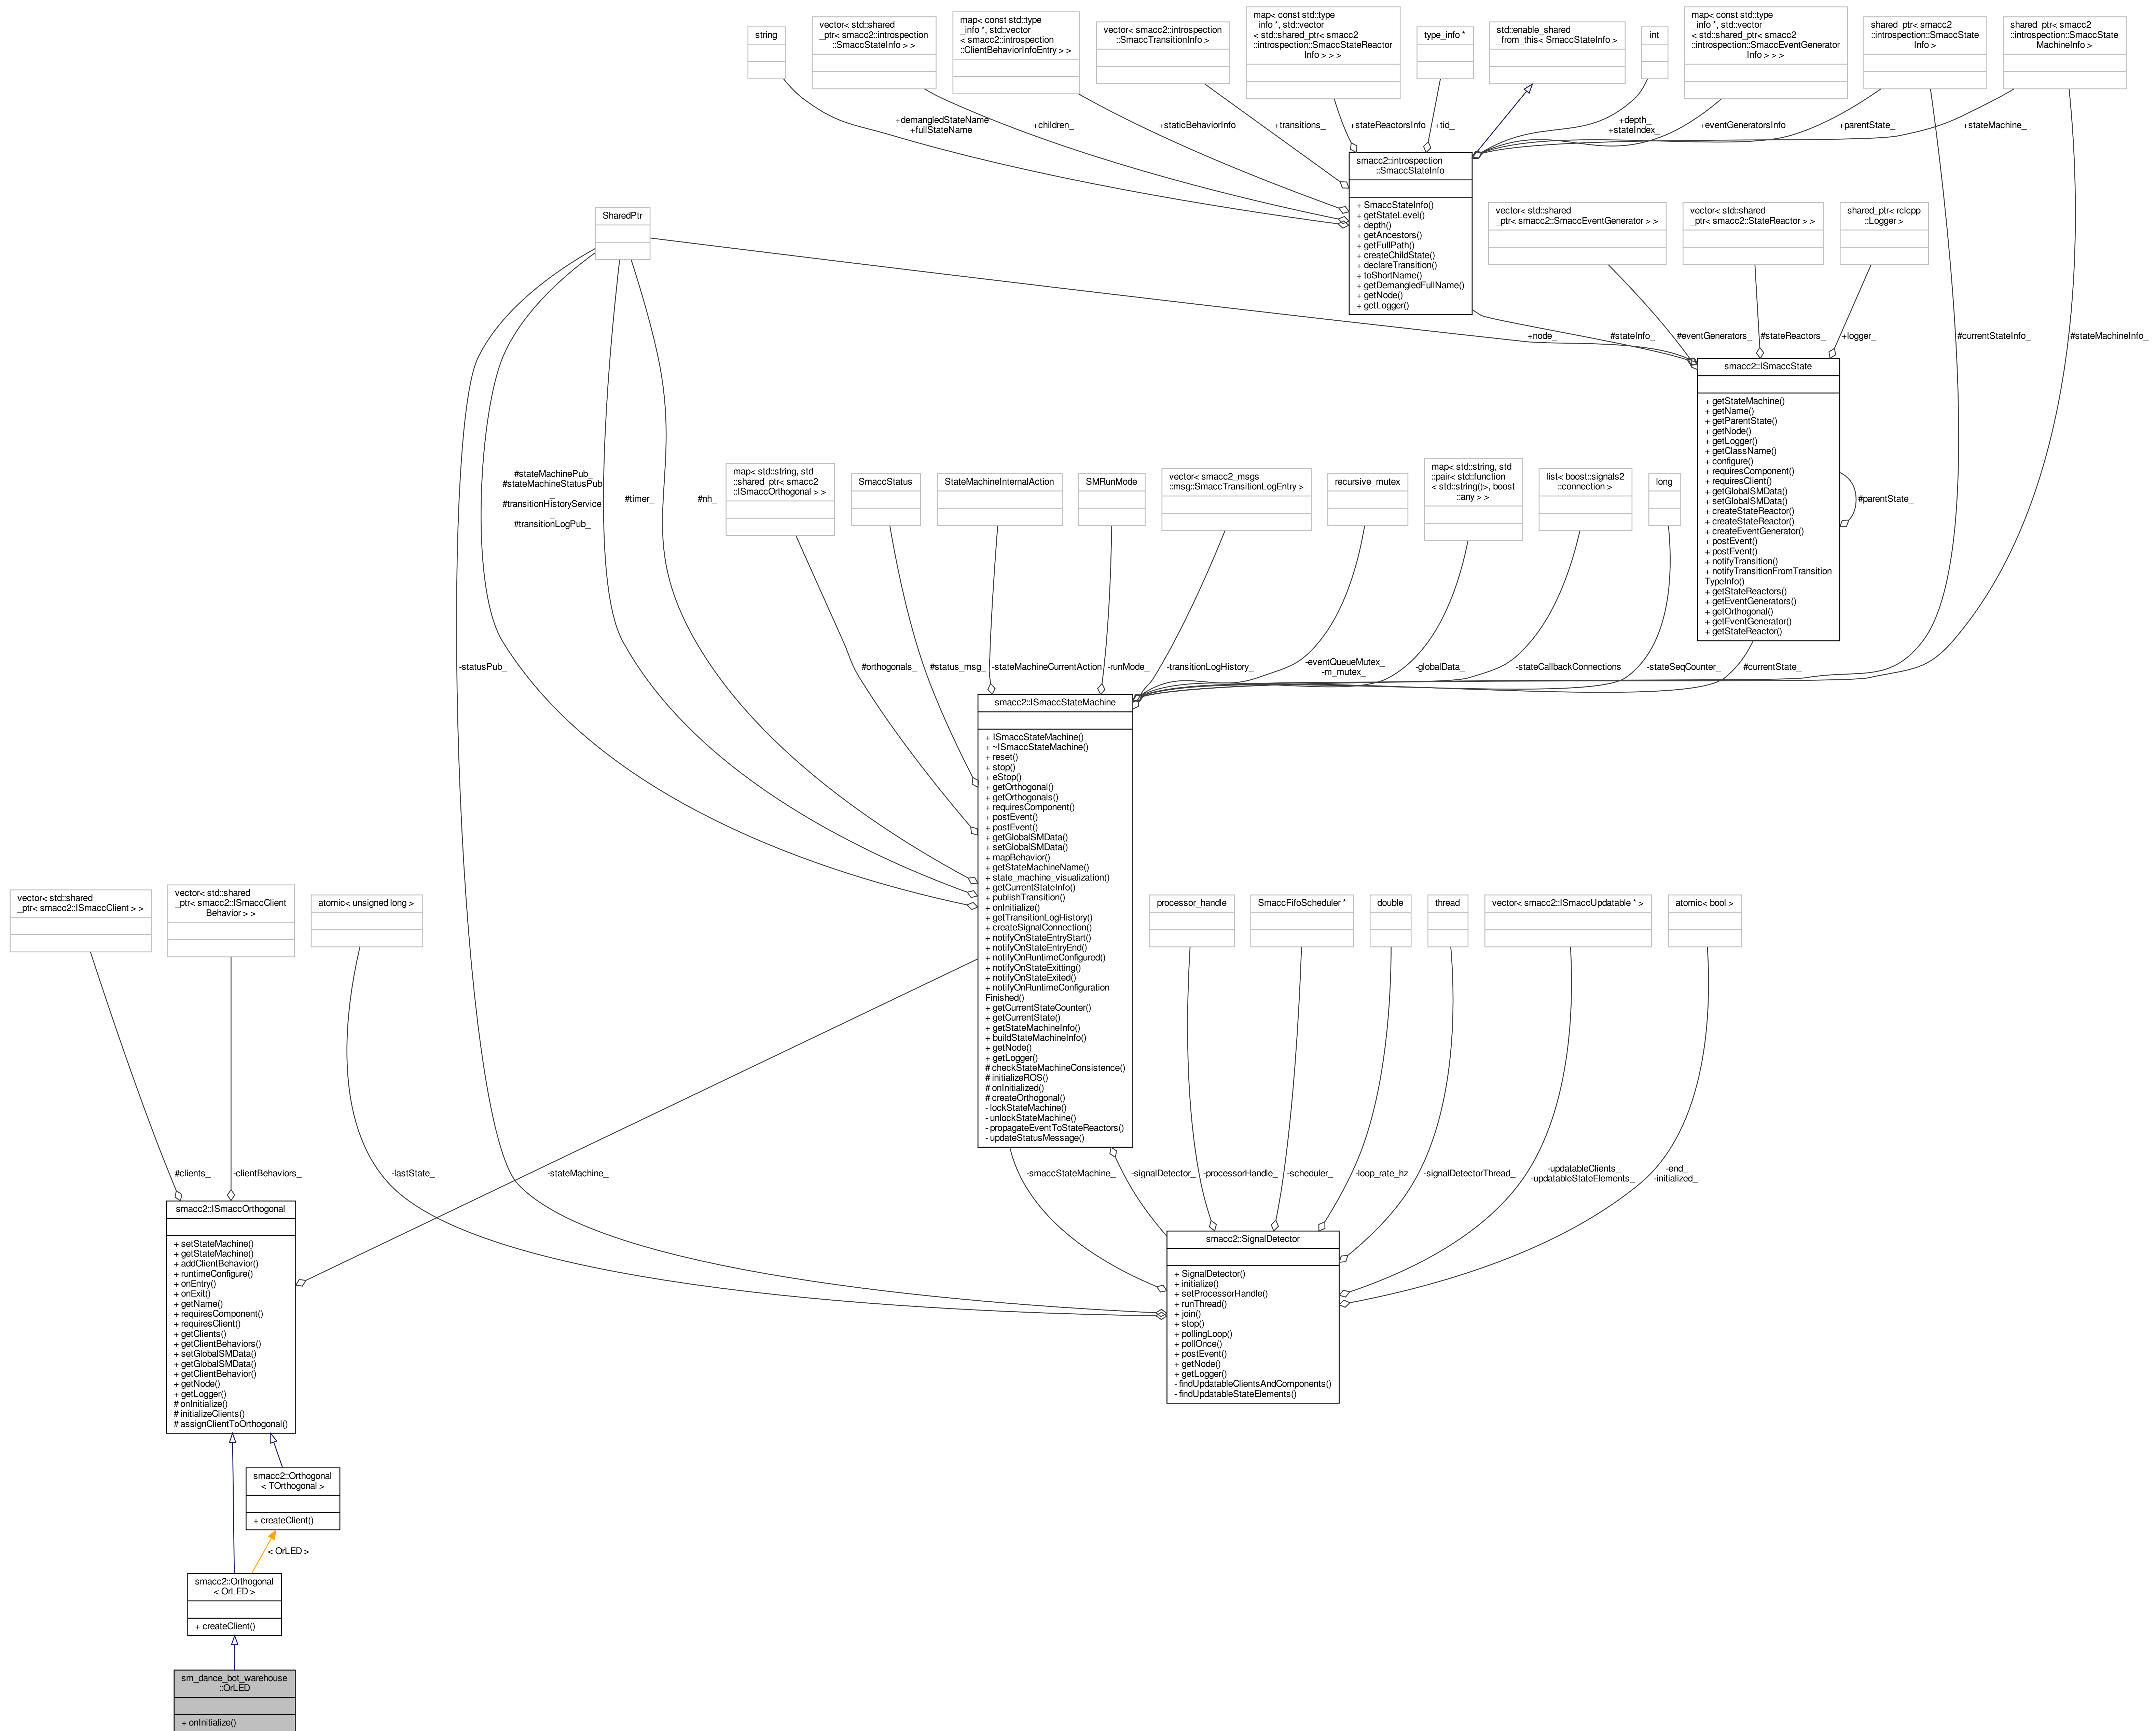 string
vector< std::shared
_ptr< smacc2::introspection
::SmaccStateInfo > >
map< const std::type
_info *, std::vector
< smacc2::introspection
::ClientBehaviorInfoEntry > >
vector< smacc2::introspection
::SmaccTransitionInfo >
map< const std::type
_info *, std::vector
< std::shared_ptr< smacc2
::introspection::SmaccStateReactor
Info > > >
type_info *
std::enable_shared
_from_this< SmaccStateInfo >
int
map< const std::type
_info *, std::vector
< std::shared_ptr< smacc2
::introspection::SmaccEventGenerator
Info > > >
shared_ptr< smacc2
::introspection::SmaccState
Info >
shared_ptr< smacc2
::introspection::SmaccState
MachineInfo >
+demangledStateName
+fullStateName
+children_
+staticBehaviorInfo
+transitions_
+stateReactorsInfo
+tid_
+depth_
+stateIndex_
+eventGeneratorsInfo
+parentState_
+stateMachine_
smacc2::introspection
::SmaccStateInfo
+ SmaccStateInfo()
+ getStateLevel()
+ depth()
+ getAncestors()
+ getFullPath()
+ createChildState()
+ declareTransition()
+ toShortName()
+ getDemangledFullName()
+ getNode()
+ getLogger()
SharedPtr
vector< std::shared
_ptr< smacc2::SmaccEventGenerator > >
vector< std::shared
_ptr< smacc2::StateReactor > >
shared_ptr< rclcpp
::Logger >
+node_
#stateInfo_
#eventGenerators_
#stateReactors_
+logger_
#currentStateInfo_
#stateMachineInfo_
smacc2::ISmaccState
+ getStateMachine()
+ getName()
+ getParentState()
+ getNode()
+ getLogger()
+ getClassName()
+ configure()
+ requiresComponent()
+ requiresClient()
+ getGlobalSMData()
+ setGlobalSMData()
+ createStateReactor()
+ createStateReactor()
+ createEventGenerator()
+ postEvent()
+ postEvent()
+ notifyTransition()
+ notifyTransitionFromTransition
TypeInfo()
+ getStateReactors()
+ getEventGenerators()
+ getOrthogonal()
+ getEventGenerator()
+ getStateReactor()
#parentState_
#stateMachinePub_
#stateMachineStatusPub
_
#transitionHistoryService
_
#transitionLogPub_
#timer_
#nh_
map< std::string, std
::shared_ptr< smacc2
::ISmaccOrthogonal > >
SmaccStatus
StateMachineInternalAction
SMRunMode
vector< smacc2_msgs
::msg::SmaccTransitionLogEntry >
recursive_mutex
map< std::string, std
::pair< std::function
< std::string()>, boost
::any > >
list< boost::signals2
::connection >
long
-statusPub_
#orthogonals_
#status_msg_
-stateMachineCurrentAction
-runMode_
-transitionLogHistory_
-eventQueueMutex_
-m_mutex_
-globalData_
-stateCallbackConnections
-stateSeqCounter_
#currentState_
smacc2::ISmaccStateMachine
+ ISmaccStateMachine()
+ ~ISmaccStateMachine()
+ reset()
+ stop()
+ eStop()
+ getOrthogonal()
+ getOrthogonals()
+ requiresComponent()
+ postEvent()
+ postEvent()
+ getGlobalSMData()
+ setGlobalSMData()
+ mapBehavior()
+ getStateMachineName()
+ state_machine_visualization()
+ getCurrentStateInfo()
+ publishTransition()
+ onInitialize()
+ getTransitionLogHistory()
+ createSignalConnection()
+ notifyOnStateEntryStart()
+ notifyOnStateEntryEnd()
+ notifyOnRuntimeConfigured()
+ notifyOnStateExitting()
+ notifyOnStateExited()
+ notifyOnRuntimeConfiguration
Finished()
+ getCurrentStateCounter()
+ getCurrentState()
+ getStateMachineInfo()
+ buildStateMachineInfo()
+ getNode()
+ getLogger()
# checkStateMachineConsistence()
# initializeROS()
# onInitialized()
# createOrthogonal()
- lockStateMachine()
- unlockStateMachine()
- propagateEventToStateReactors()
- updateStatusMessage()
vector< std::shared
_ptr< smacc2::ISmaccClient > >
vector< std::shared
_ptr< smacc2::ISmaccClient
Behavior > >
atomic< unsigned long >
processor_handle
SmaccFifoScheduler *
double
thread
vector< smacc2::ISmaccUpdatable * >
atomic< bool >
#clients_
-clientBehaviors_
-lastState_
-stateMachine_
-smaccStateMachine_
-signalDetector_
-processorHandle_
-scheduler_
-loop_rate_hz
-signalDetectorThread_
-updatableClients_
-updatableStateElements_
-end_
-initialized_
smacc2::ISmaccOrthogonal
+ setStateMachine()
+ getStateMachine()
+ addClientBehavior()
+ runtimeConfigure()
+ onEntry()
+ onExit()
+ getName()
+ requiresComponent()
+ requiresClient()
+ getClients()
+ getClientBehaviors()
+ setGlobalSMData()
+ getGlobalSMData()
+ getClientBehavior()
+ getNode()
+ getLogger()
# onInitialize()
# initializeClients()
# assignClientToOrthogonal()
smacc2::SignalDetector
+ SignalDetector()
+ initialize()
+ setProcessorHandle()
+ runThread()
+ join()
+ stop()
+ pollingLoop()
+ pollOnce()
+ postEvent()
+ getNode()
+ getLogger()
- findUpdatableClientsAndComponents()
- findUpdatableStateElements()
smacc2::Orthogonal
< TOrthogonal >
+ createClient()
< OrLED >
smacc2::Orthogonal
< OrLED >
+ createClient()
sm_dance_bot_warehouse
::OrLED
+ onInitialize()